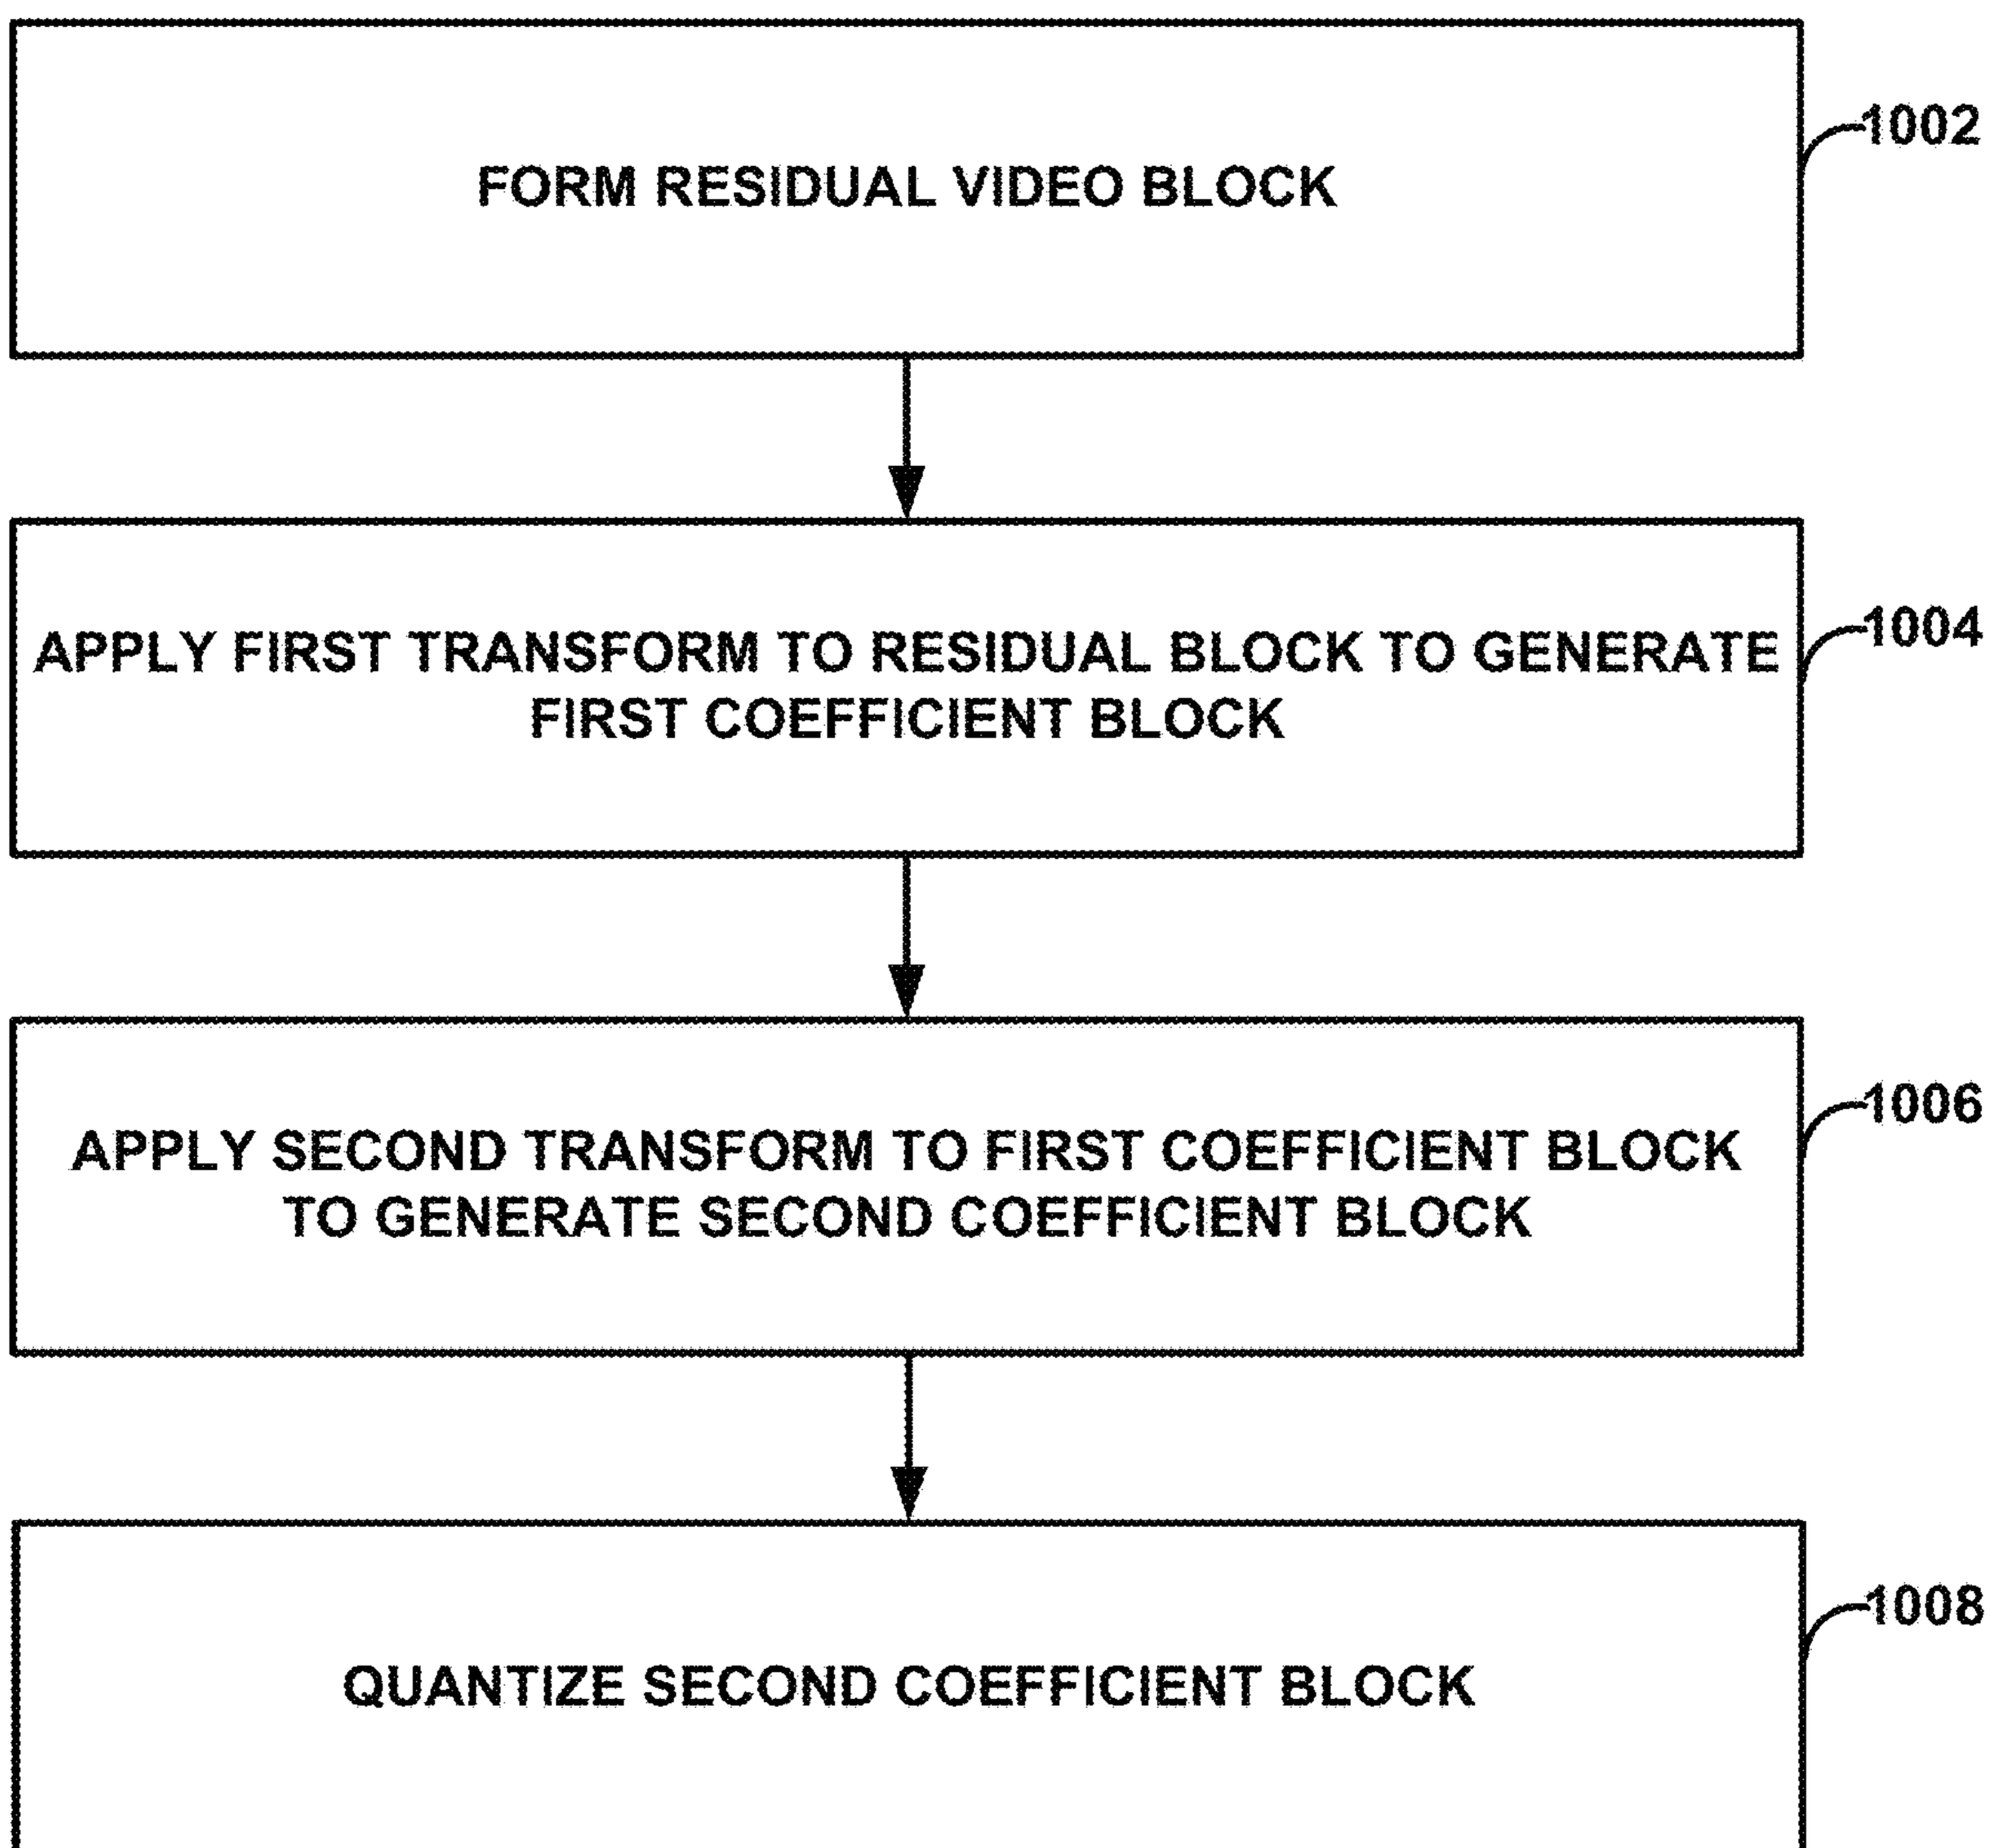 FORM RESIDUAL VIDEO BLOCK
1002
APPLY FIRST TRANSFORM TO RESIDUAL BLOCK TO GENERATE
FIRST COEFFICIENT BLOCK
1004
APPLY SECOND TRANSFORM TO FIRST COEFFICIENT BLOCK
TO GENERATE SECOND COEFFICIENT BLOCK
1006
QUANTIZE SECOND COEFFICIENT BLOCK
1008